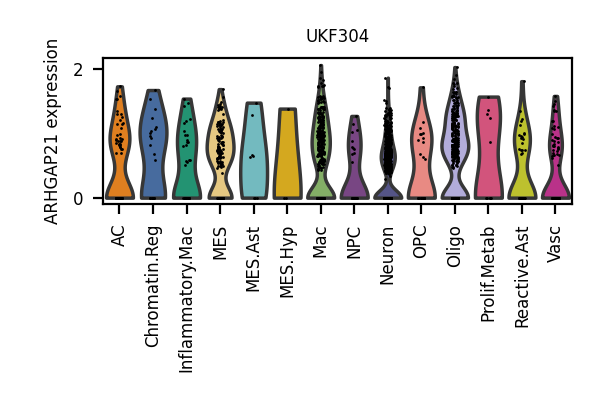 UKF304
ARHGAP21 expression
2
0
AC
Chromatin.Reg
Inflammatory.Mac
MES
MES.Ast
MES.Hyp
Mac
NPC
Neuron
OPC
Oligo
Prolif.Metab
Reactive.Ast
Vasc